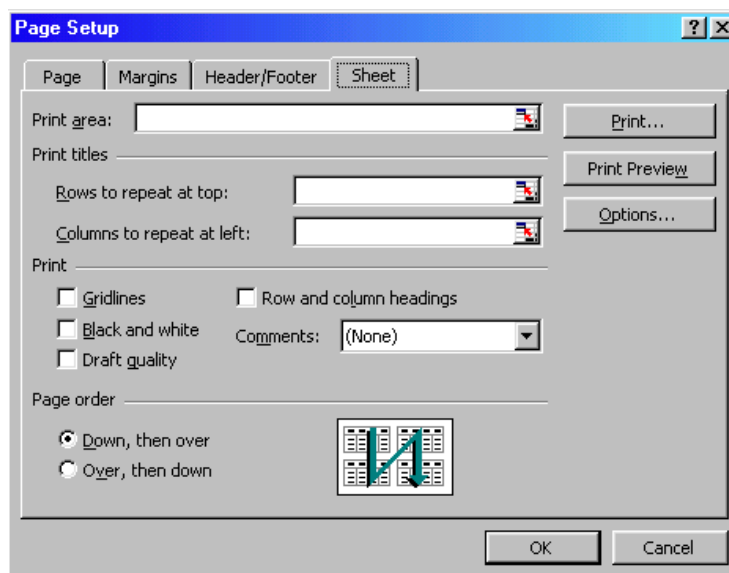 Page Setup
Page Margins Header/Footer Sheet
Print area: Print...
Print titles Print Preview
Rows to repeat at top: Options...
Columns to repeat at left:
Print
Gridlines Row and column headings
Black and white Comments: (None)
Draft quality
Page order
Down, then over
Over, then down
OK Cancel